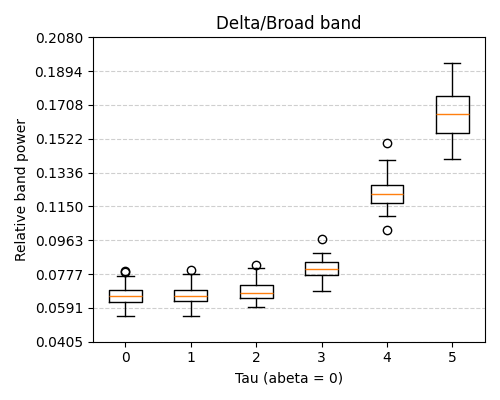 Delta/Broad band
0.2080
0.1894
0.1708
0.1522
0.1336
0.1150
0.0963
0.0777
0.0591
0.0405
Relative band power
0 1 2 3 4 5
Tau (abeta = 0)